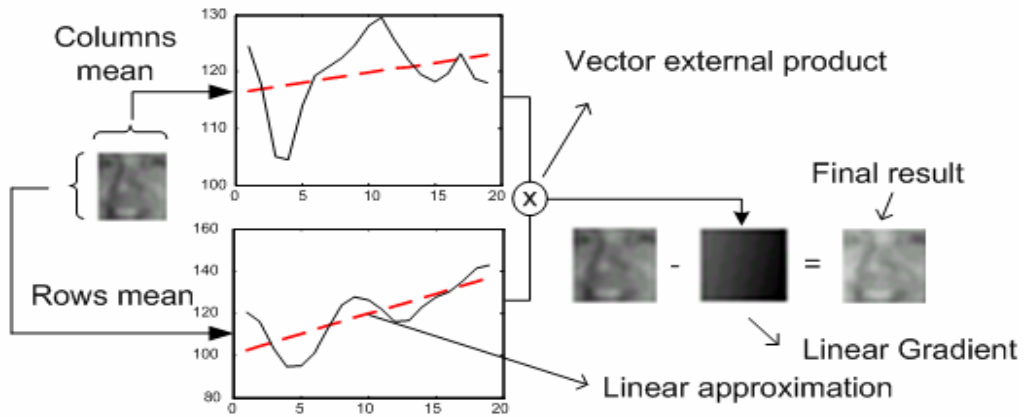 Columns
mean
130
120
110
100
0
5
10
15
20
Vector external product
x
Final result
-
=
Rows mean
160
140
120
100
80
0
5
10
15
20
Linear Gradient
Linear approximation